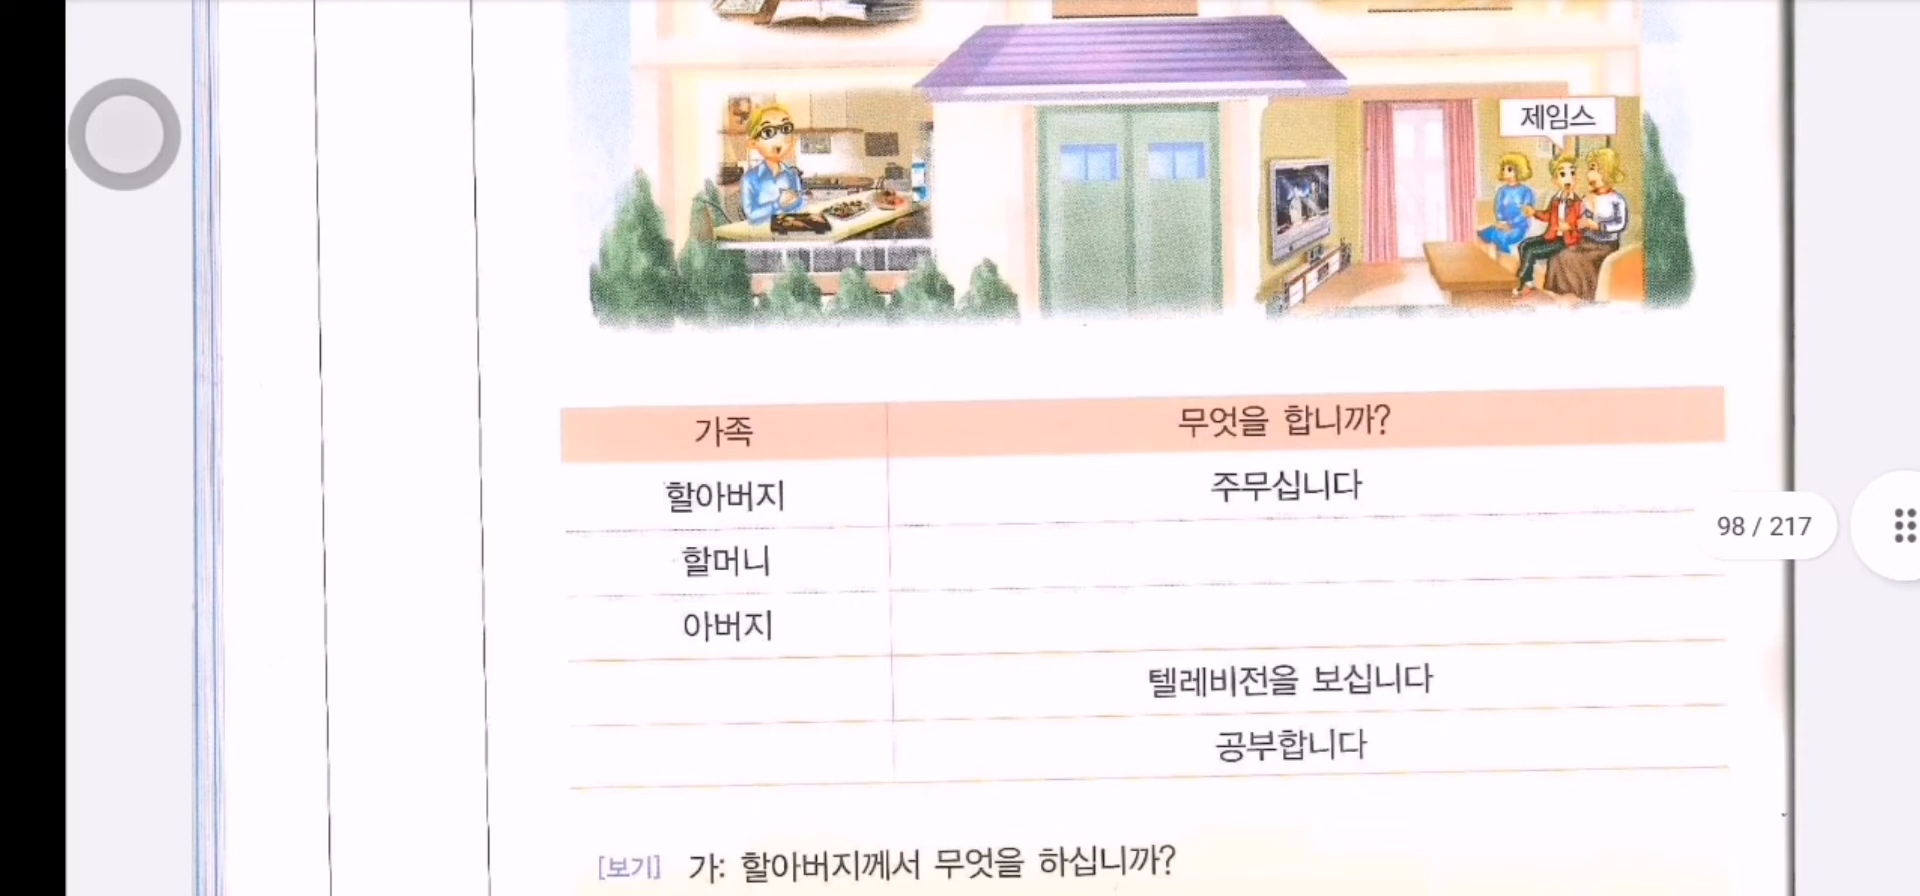 제임스
가족 무엇을 합니까?
할아버지 주무십니다
할머니
아버지
텔레비전을 보십니다
공부합니다
98 / 217
[보기] 가: 할아버지께서 무엇을 하십니까?